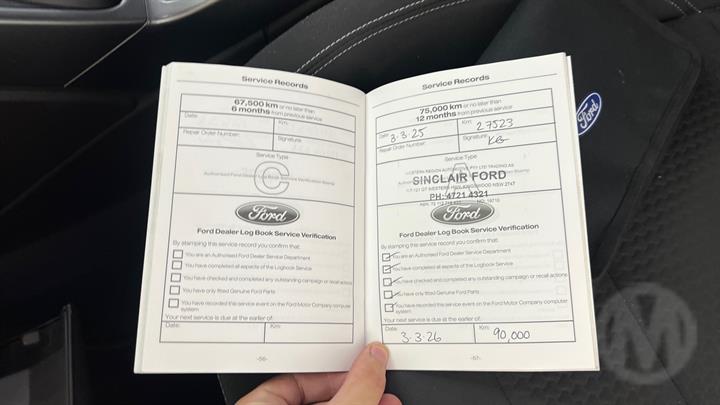 Service Records
67,500 km or no later than
6 months from previous service
Date:
Km:
Repair Order Number:
Signature:
Service Type
C
Authorised Ford Dealer Log Book Service Verification Stamp
Ford
Ford Dealer Log Book Service Verification
By stamping this service record you confirm that:
You are an Authorised Ford Dealer Service Department
You have completed all aspects of the Logbook Service
You have checked and completed any outstanding campaign or recall actions
You have only fitted Genuine Ford Parts
You have recorded this service event on the Ford Motor Company computer
system
Your next service is due at the earlier of:
Date:
Km:
-56-
Service Records
75,000 km or no later than
12 months from previous service
Date:
3.3.25
Km:
27523
Repair Order Number:
Signature:
KG
Service Type
A
SINCLAIR FORD
PH: 4721 4321
Ford
Ford Dealer Log Book Service Verification
By stamping this service record you confirm that:
You are an Authorised Ford Dealer Service Department
You have completed all aspects of the Logbook Service
You have checked and completed any outstanding campaign or recall actions
You have only fitted Genuine Ford Parts
You have recorded this service event on the Ford Motor Company computer
system
Your next service is due at the earlier of:
Date:
3.3.26
Km:
90,000
-57-
Ford
M